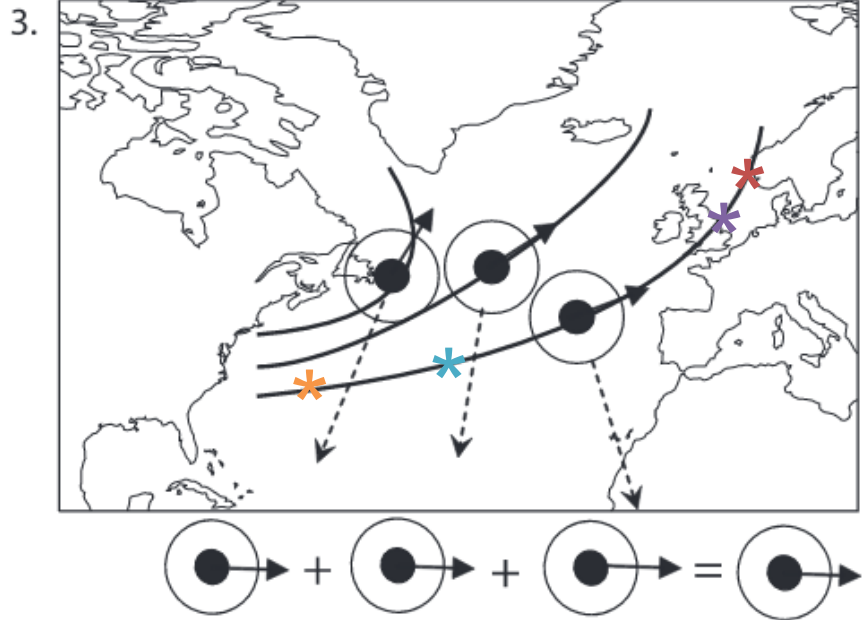 3.
+ + =